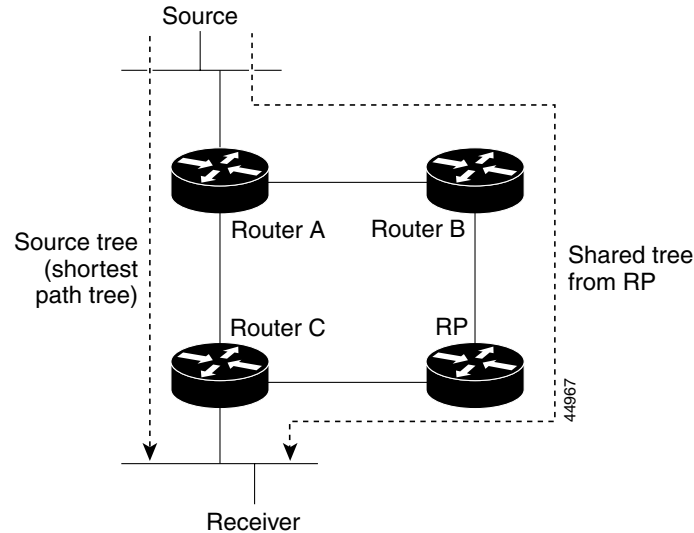 Source
Router A
Router B
Source tree
(shortest
path tree)
Shared tree
from RP
Router C
RP
44967
Receiver